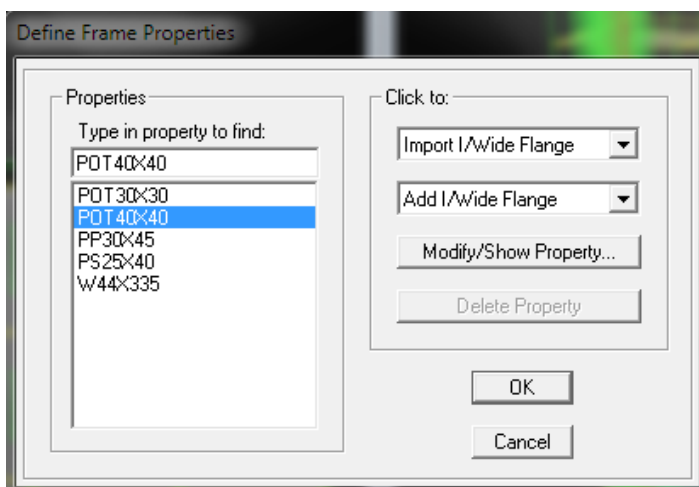 Define Frame Properties
Properties
Type in property to find:
POT40X40
POT30X30
POT40X40
PP30X45
PS25X40
W44X335
Click to:
Import I/Wide Flange
Add I/Wide Flange
Modify/Show Property...
Delete Property
OK
Cancel